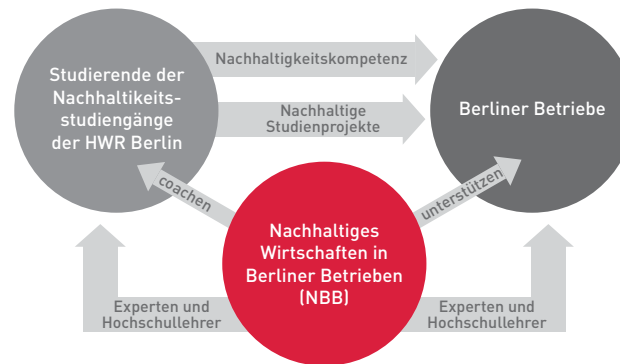 Studierende der
Nachhaltikeits-
studiengänge
der HWR Berlin
Nachhaltigkeitskompetenz
Nachhaltige
Studienprojekte
Berliner Betriebe
coachen
unterstützen
Nachhaltiges
Wirtschaften in
Berliner Betrieben
(NBB)
Experten und
Hochschullehrer
Experten und
Hochschullehrer